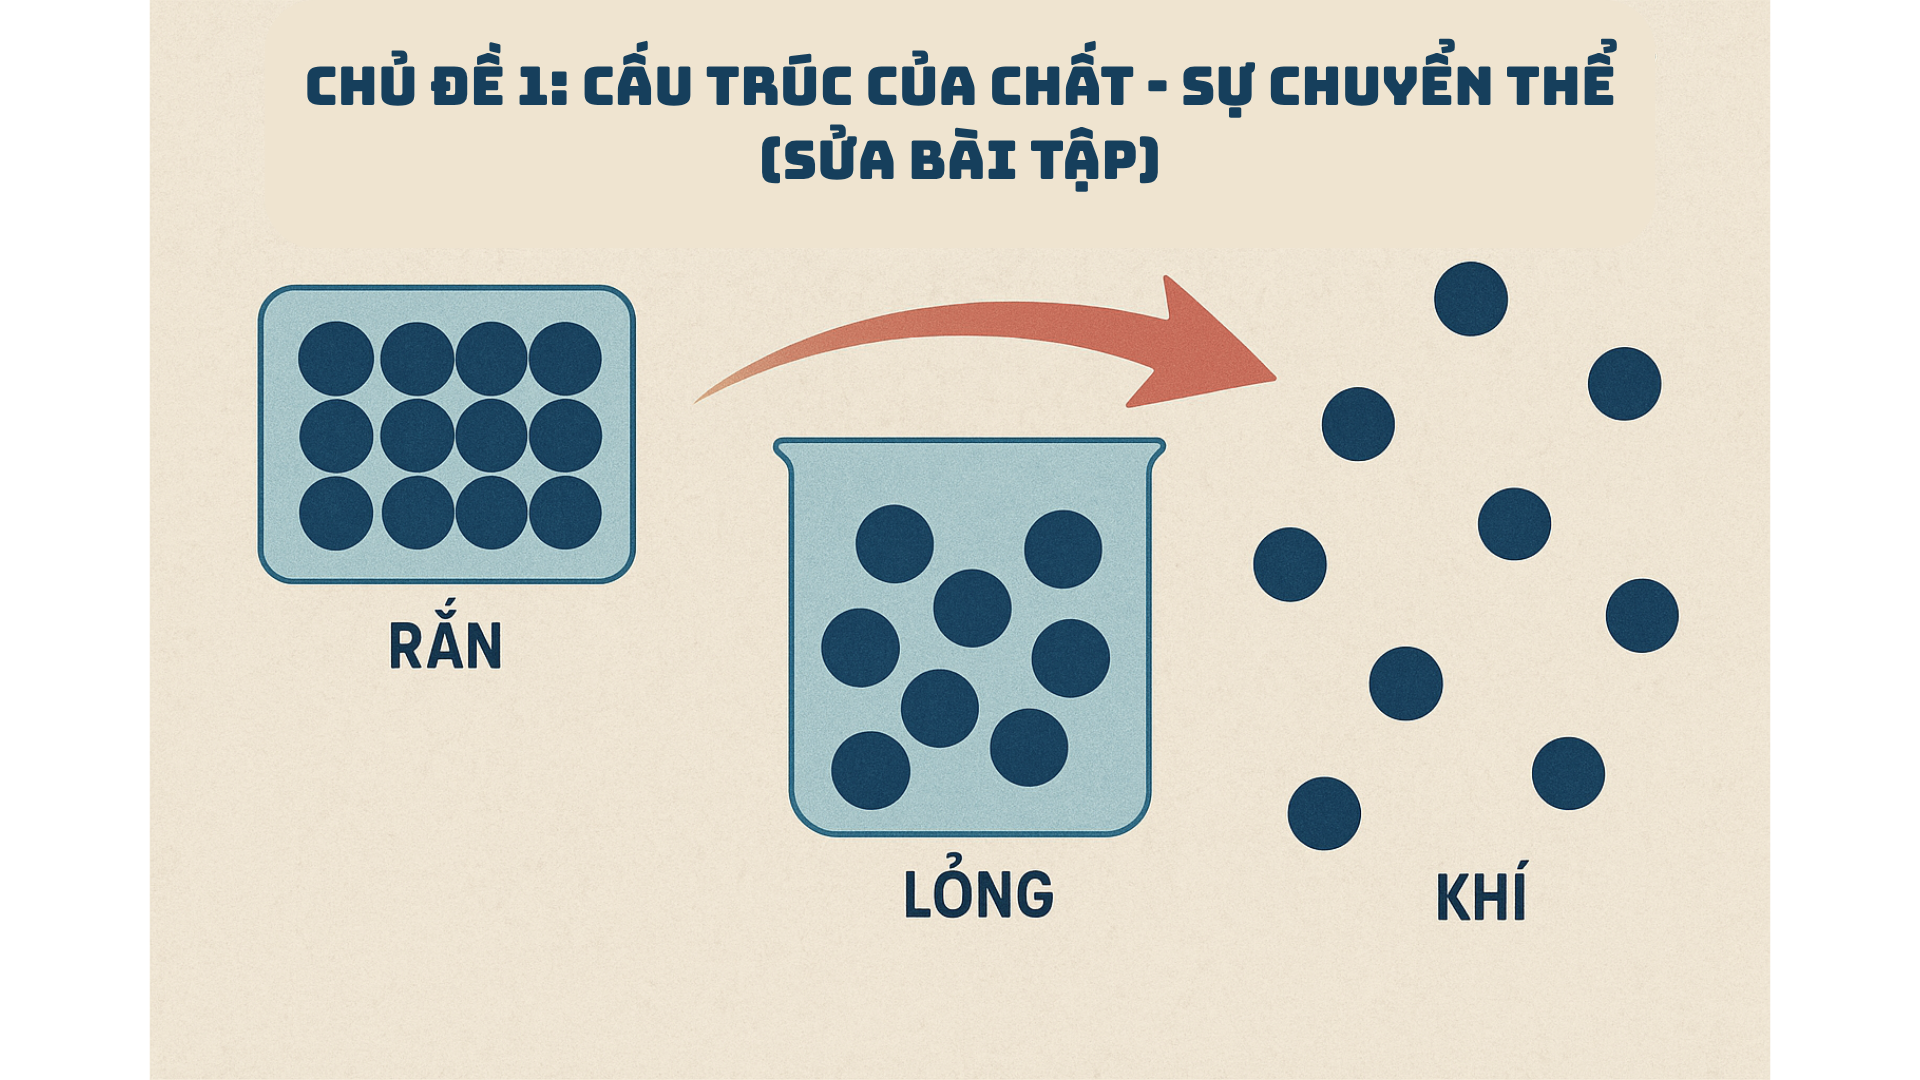 CHỦ ĐỀ 1: CẤU TRÚC CỦA CHẤT - SỰ CHUYỂN THỂ
(SỬA BÀI TẬP)
RẮN
LỎNG
KHÍ